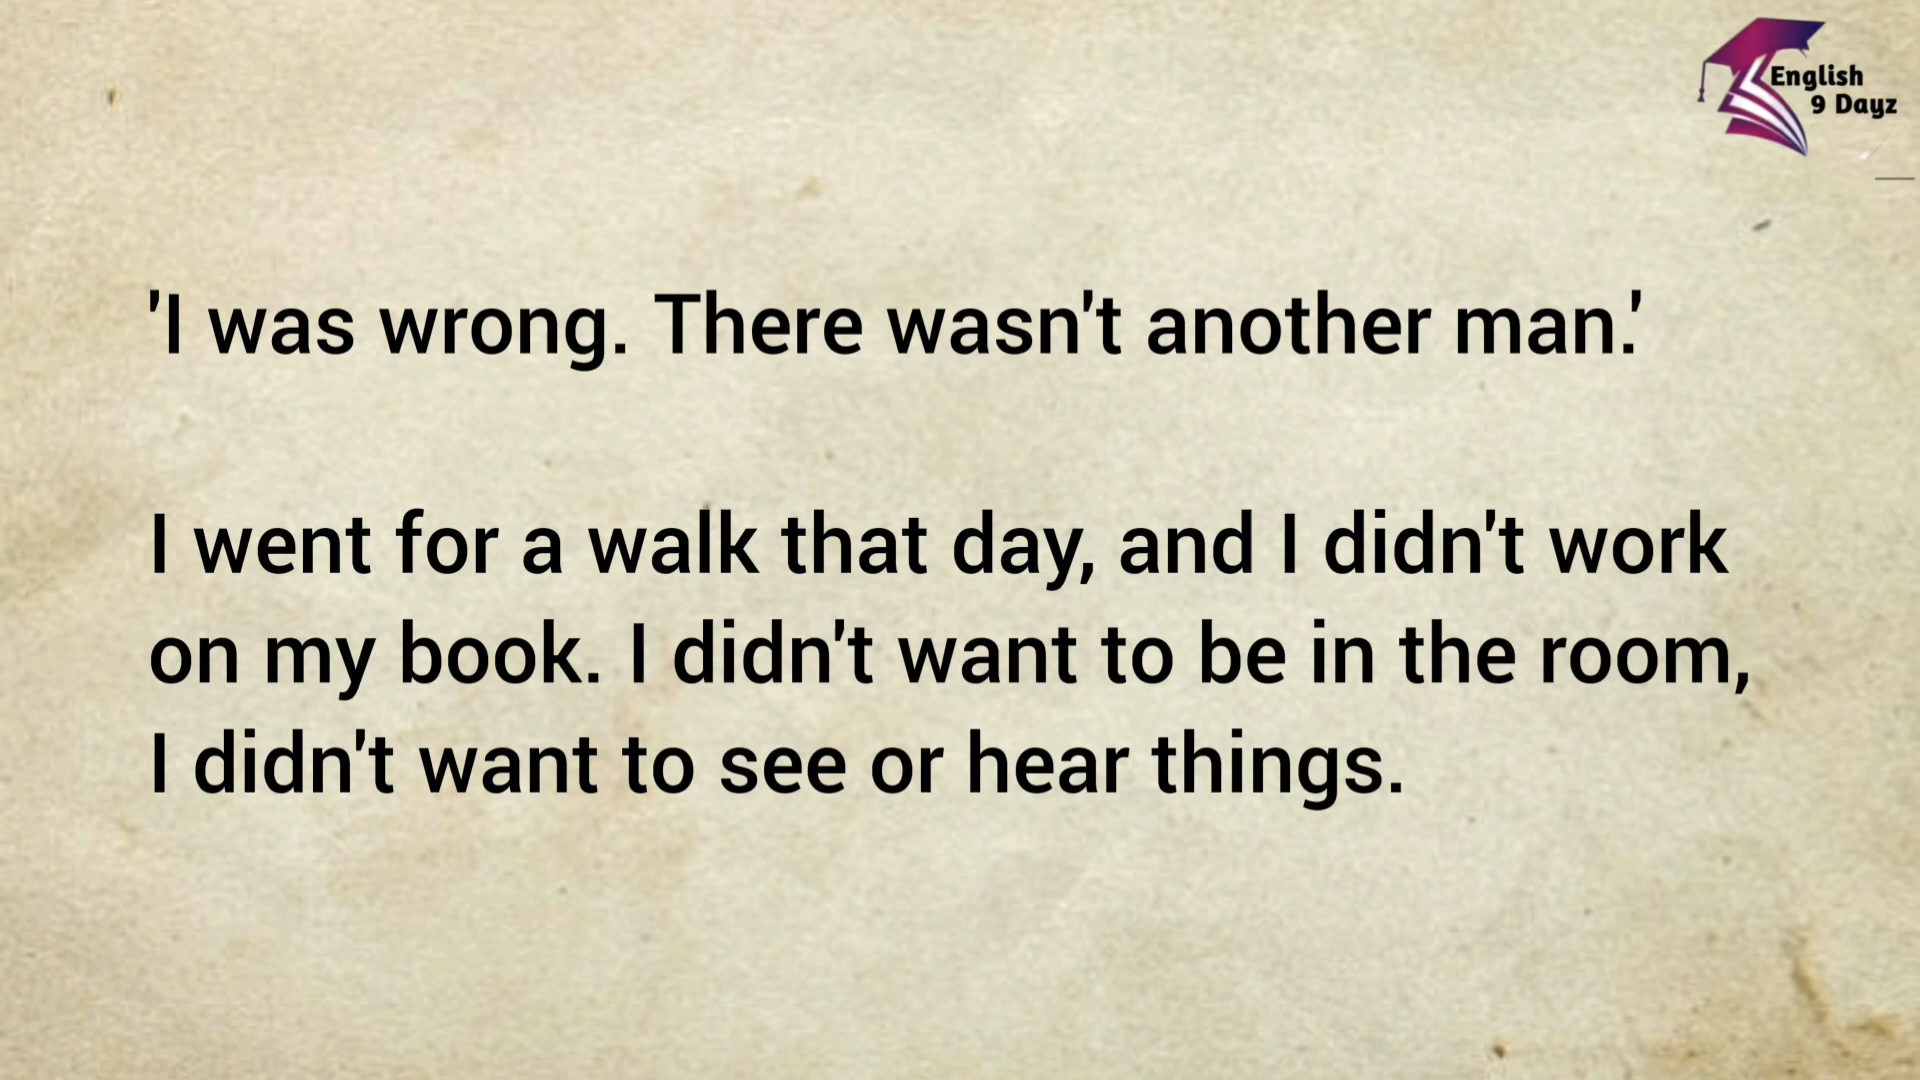 English
9 Dayz
'I was wrong. There wasn't another man.'
I went for a walk that day, and I didn't work
on my book. I didn't want to be in the room,
I didn't want to see or hear things.